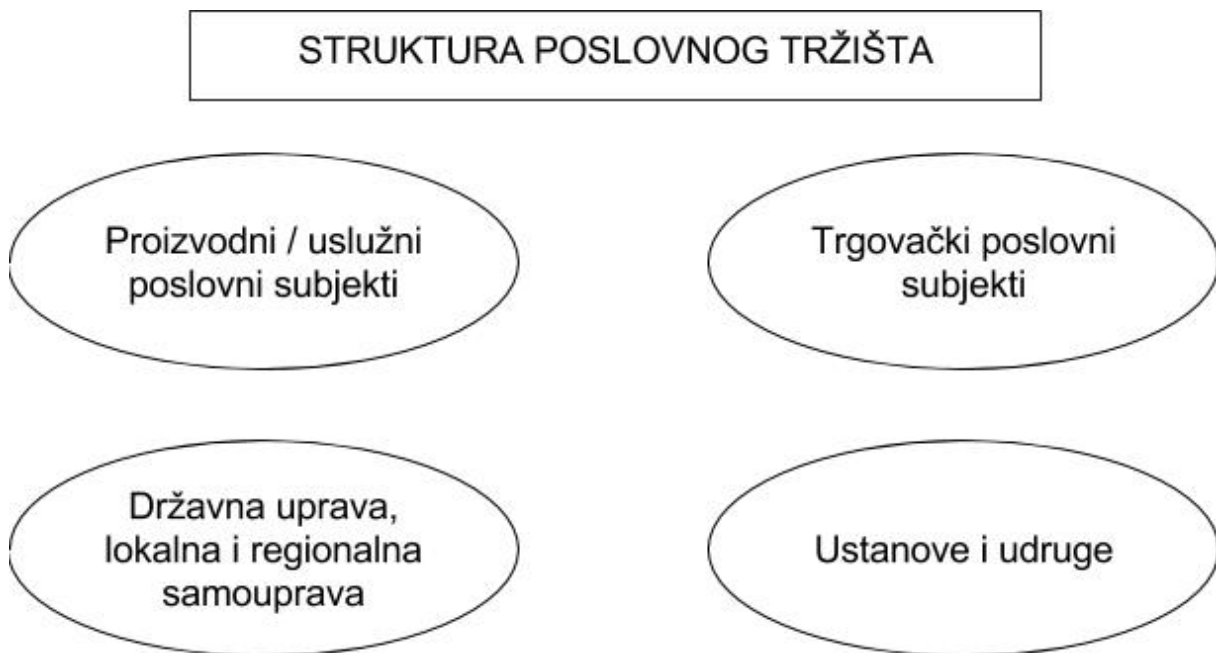 STRUKTURA POSLOVNOG TRŽIŠTA
Proizvodni / uslužni
poslovni subjekti
Trgovački poslovni
subjekti
Državna uprava,
lokalna i regionalna
samouprava
Ustanove i udruge